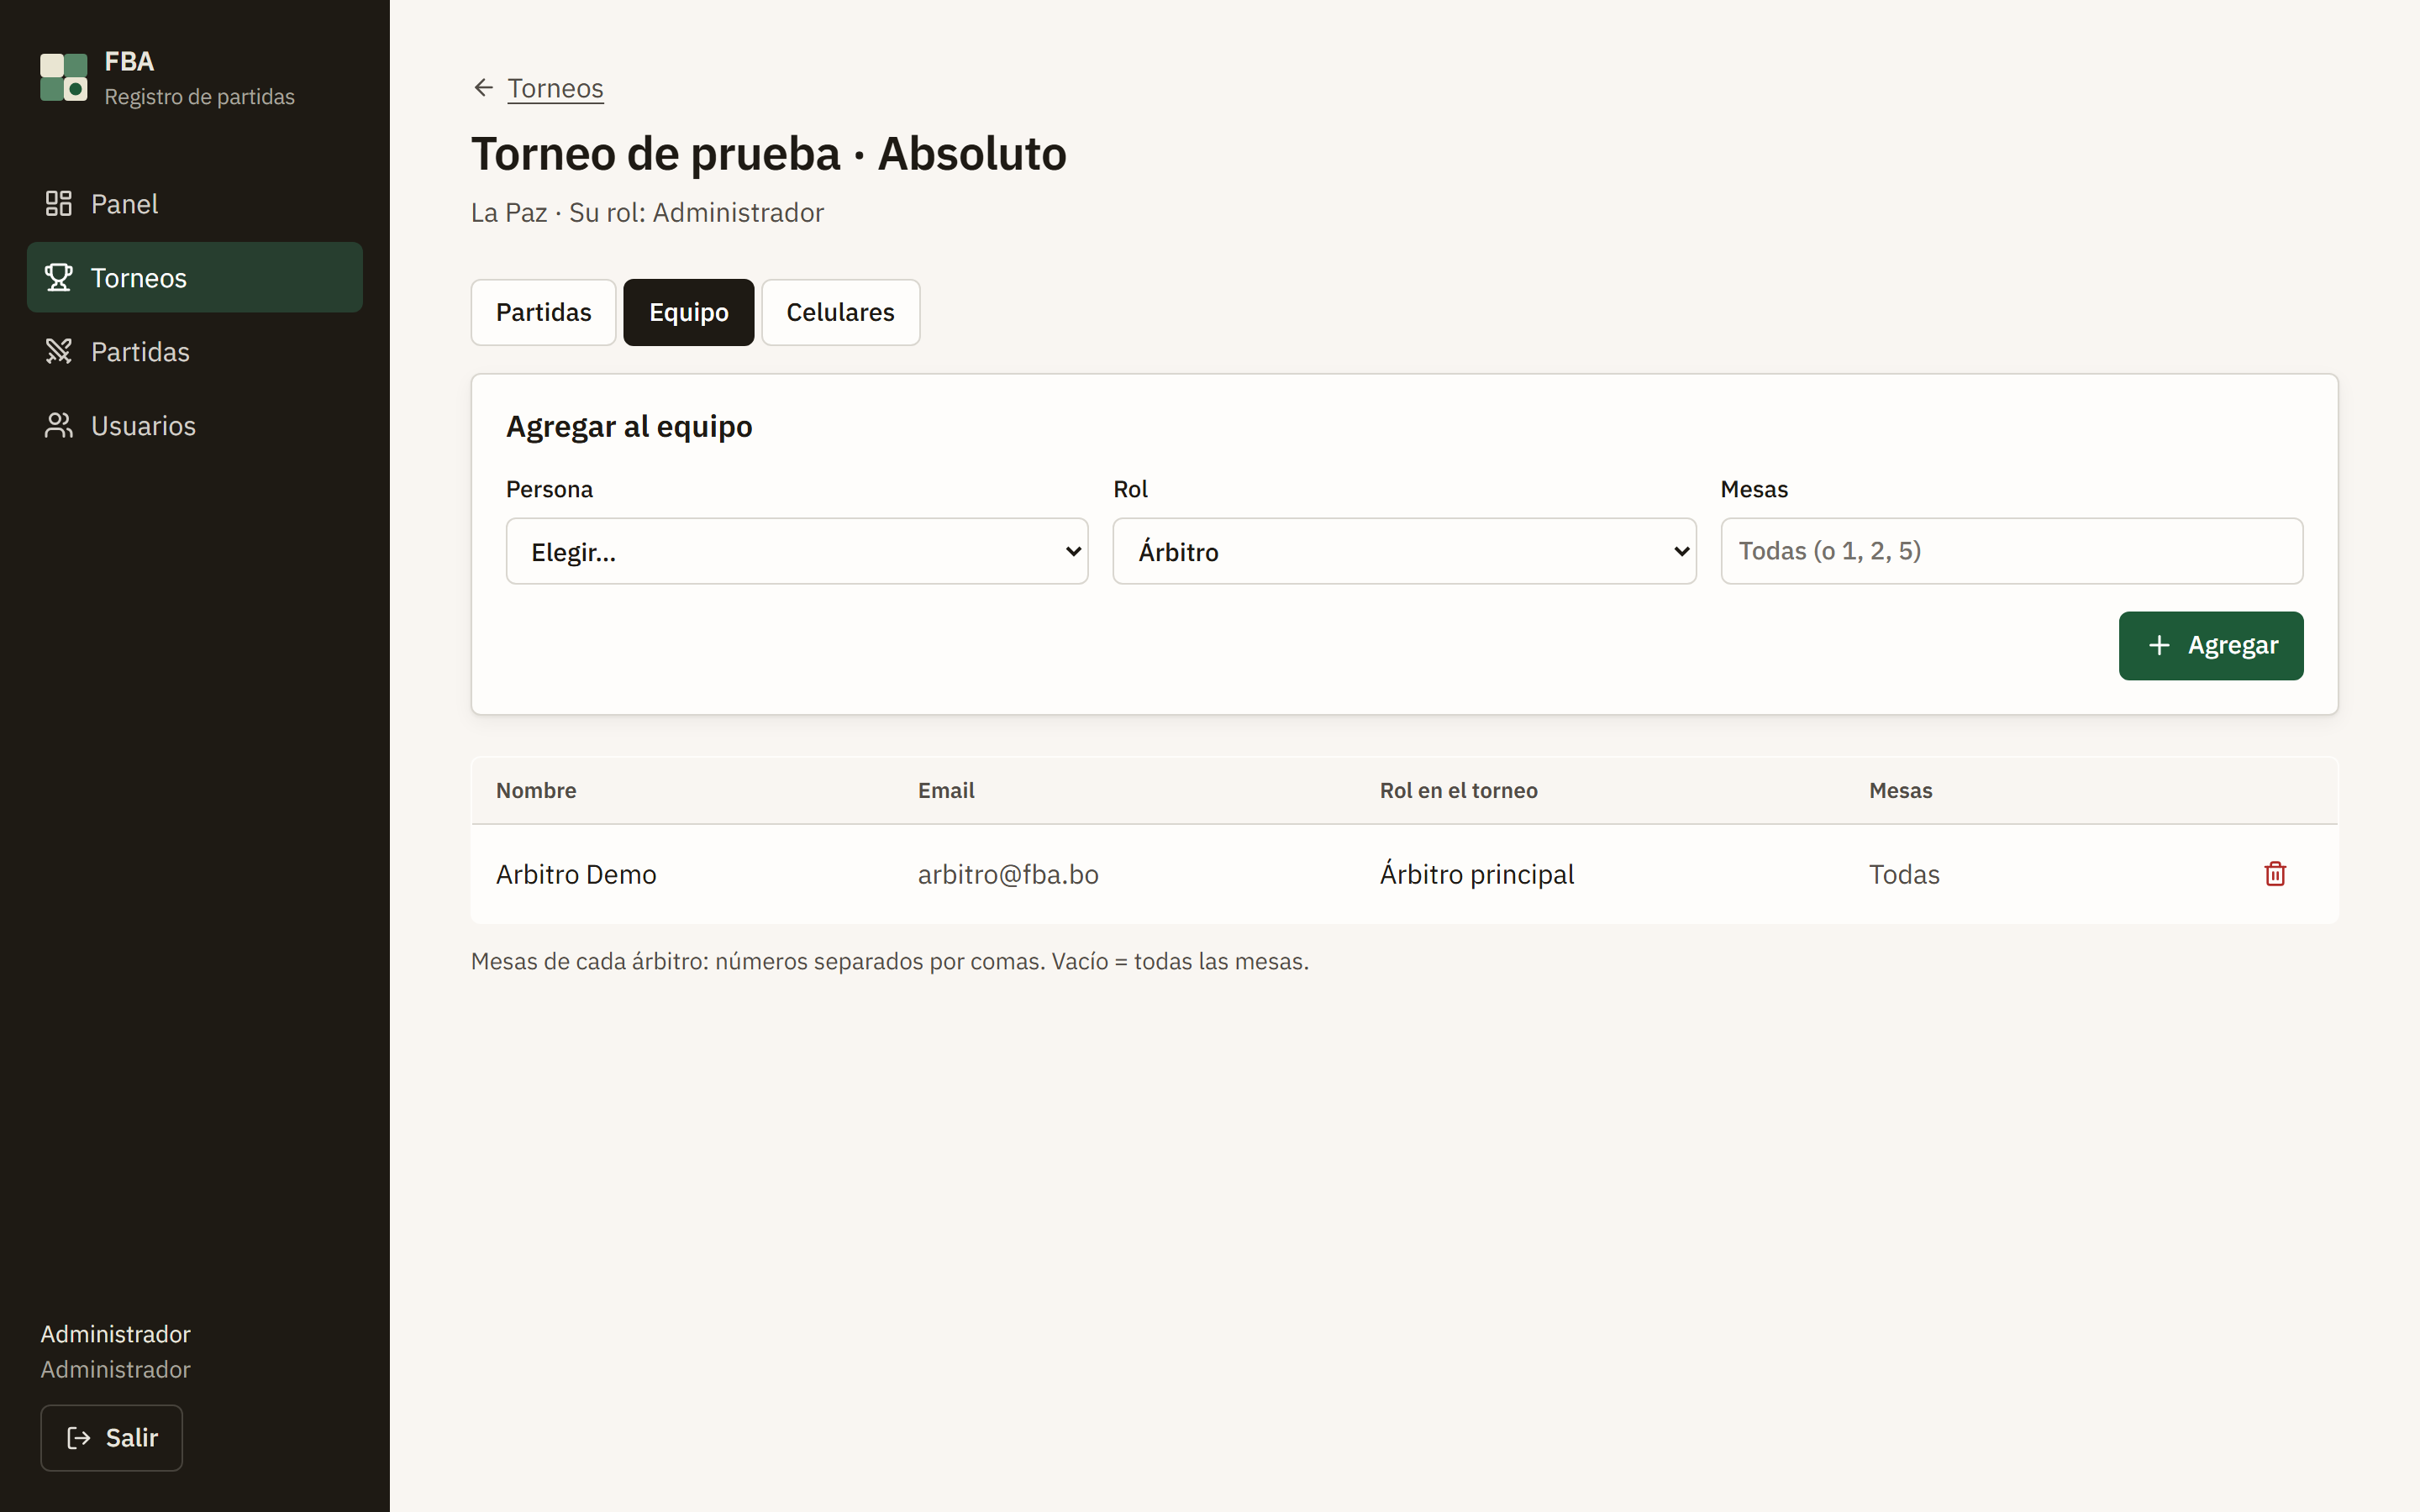 FBA
Registro de partidas
Panel
Torneos
Partidas
Usuarios
Administrador
Administrador
Salir
Torneos
Torneo de prueba · Absoluto
La Paz · Su rol: Administrador
Partidas
Equipo
Celulares
Agregar al equipo
Persona
Rol
Mesas
Elegir...
Árbitro
Todas (o 1, 2, 5)
Agregar
Nombre
Email
Rol en el torneo
Mesas
Arbitro Demo
arbitro@fba.bo
Árbitro principal
Todas
Mesas de cada árbitro: números separados por comas. Vacío = todas las mesas.